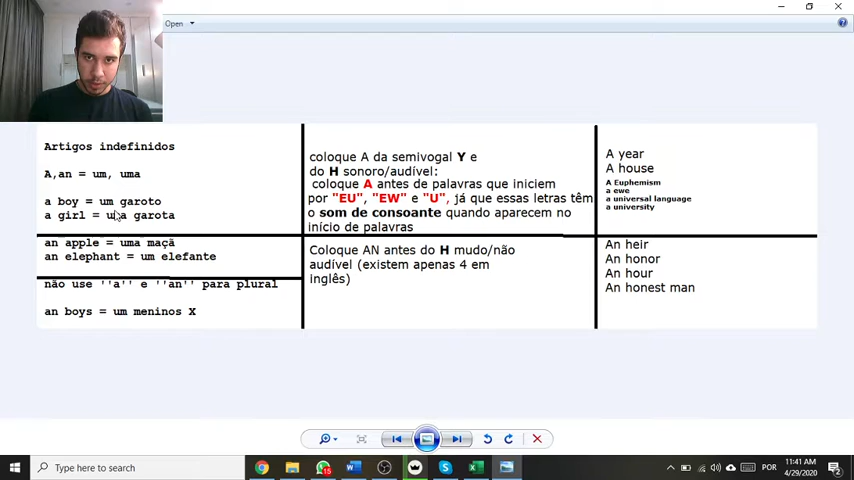 Open
Artigos indefinidos
A,an = um, uma
a boy = um garoto
a girl = uma garota
an apple = uma maçã
an elephant = um elefante
não use ''a'' e ''an'' para plural
an boys = um meninos X
coloque A da semivogal Y e
do H sonoro/audível:
coloque A antes de palavras que iniciem
por "EU", "EW" e "U", já que essas letras têm
o som de consoante quando aparecem no
início de palavras
Coloque AN antes do H mudo/não
audível (existem apenas 4 em
inglês)
A year
A house
A Euphemism
a ewe
a universal language
a university
An heir
An honor
An hour
An honest man
Type here to search
15
POR
11:41 AM
4/29/2020
2